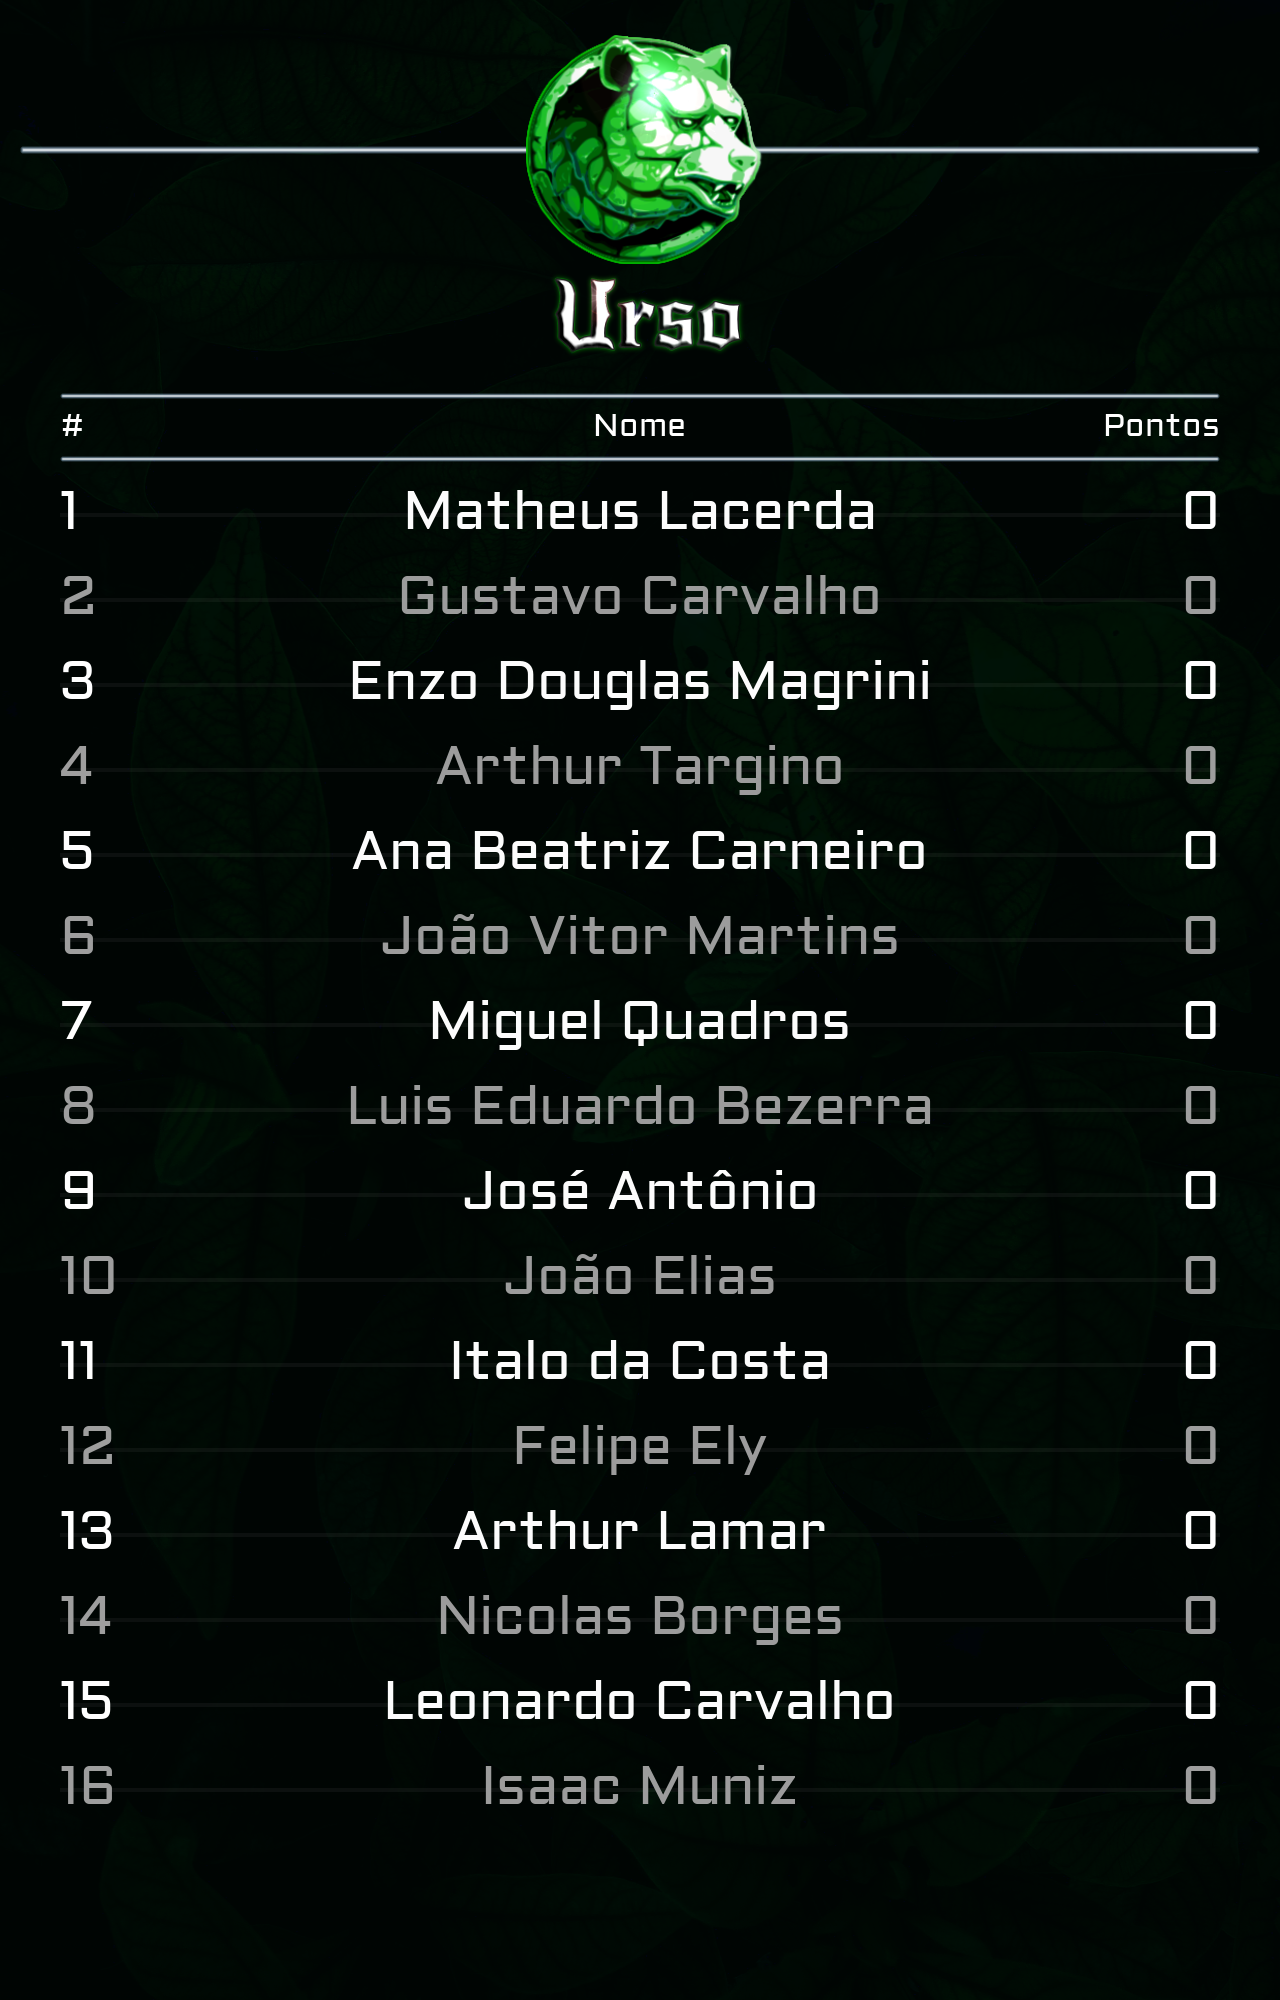 Urso
# Nome Pontos
1 Matheus Lacerda 0
2 Gustavo Carvalho 0
3 Enzo Douglas Magrini 0
4 Arthur Targino 0
5 Ana Beatriz Carneiro 0
6 João Vitor Martins 0
7 Miguel Quadros 0
8 Luis Eduardo Bezerra 0
9 José Antônio 0
10 João Elias 0
11 Italo da Costa 0
12 Felipe Ely 0
13 Arthur Lamar 0
14 Nicolas Borges 0
15 Leonardo Carvalho 0
16 Isaac Muniz 0